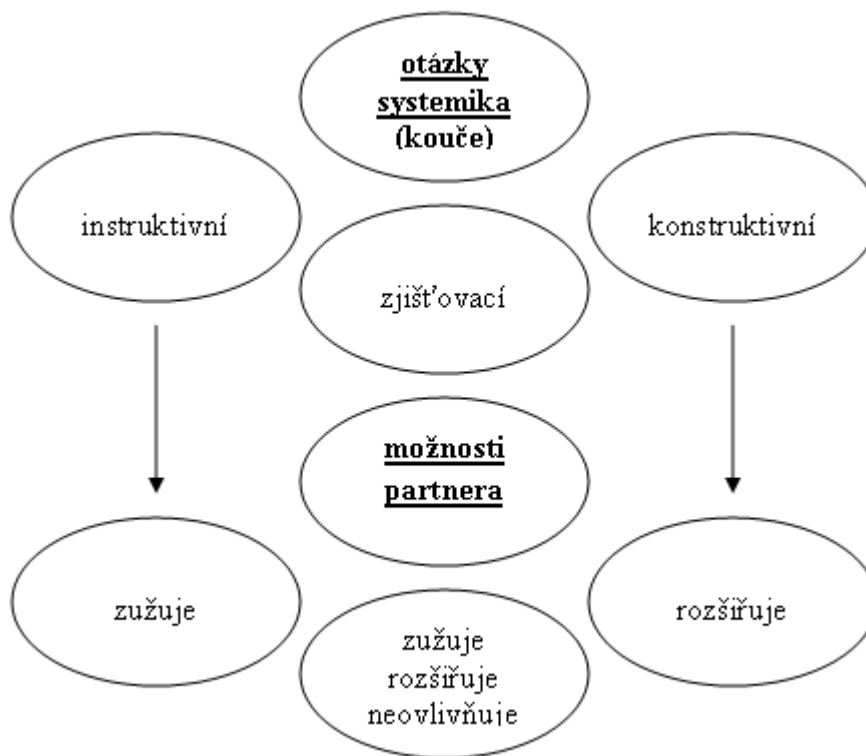 otázky
systemika
(kouče)
instruktivní
konstruktivní
zjišťovací
možnosti
partnera
zužuje
rozšiřuje
zužuje
rozšiřuje
neovlivňuje